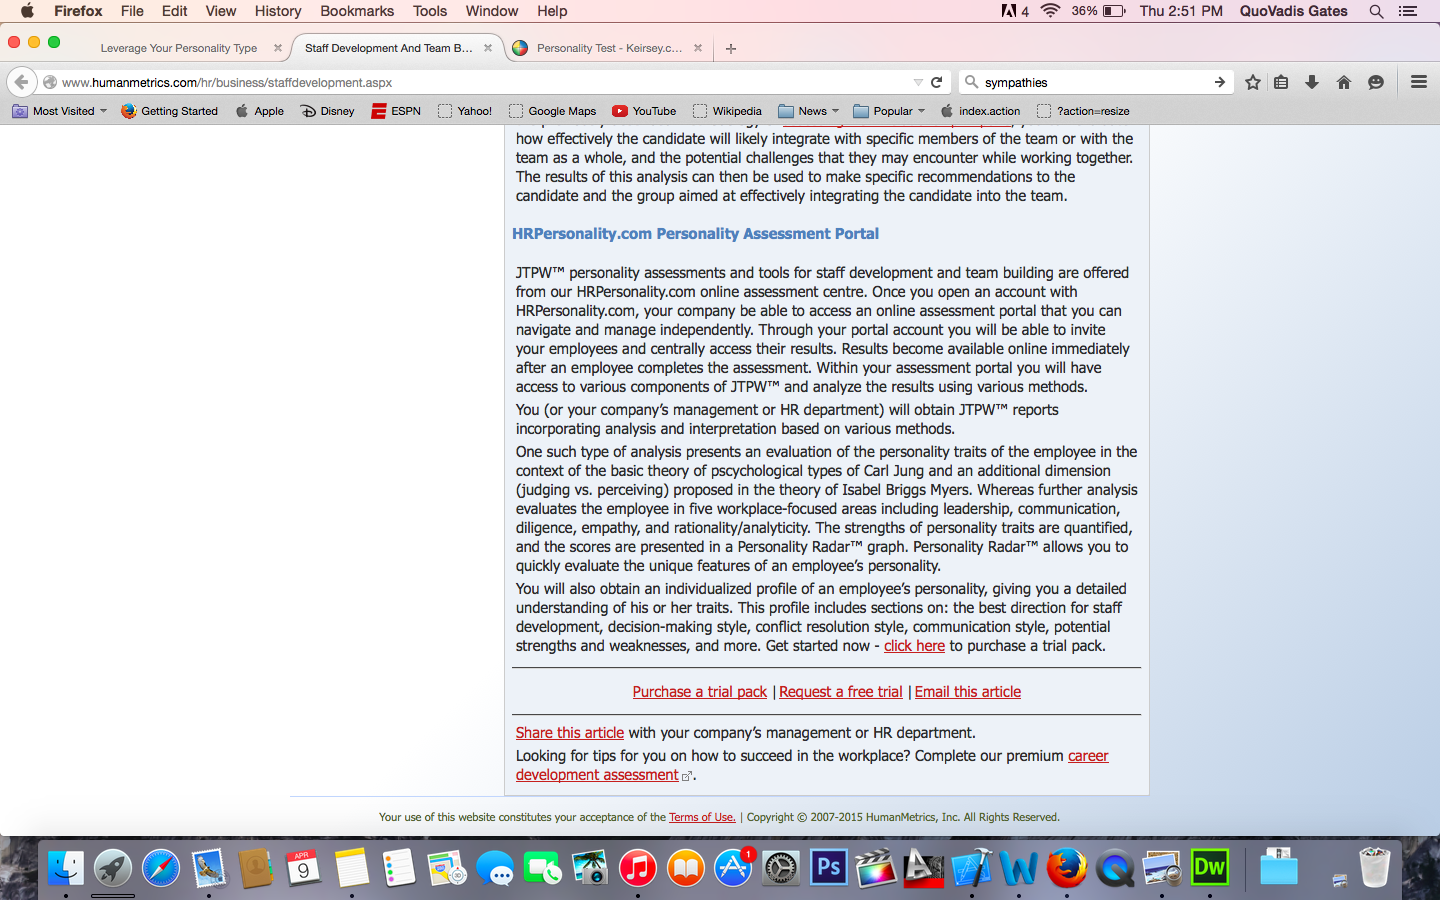 Firefox File Edit View History Bookmarks Tools Window Help 4 36% Thu 2:51 PM QuoVadis Gates
Leverage Your Personality Type Staff Development And Team B... Personality Test - Keirsey.c...
www.humanmetrics.com/hr/business/staffdevelopment.aspx sympathies
Most Visited Getting Started Apple Disney ESPN Yahoo! Google Maps YouTube Wikipedia News Popular index.action ?action=resize
how effectively the candidate will likely integrate with specific members of the team or with the
team as a whole, and the potential challenges that they may encounter while working together.
The results of this analysis can then be used to make specific recommendations to the
candidate and the group aimed at effectively integrating the candidate into the team.
HRPersonality.com Personality Assessment Portal
JTPW™ personality assessments and tools for staff development and team building are offered
from our HRPersonality.com online assessment centre. Once you open an account with
HRPersonality.com, your company be able to access an online assessment portal that you can
navigate and manage independently. Through your portal account you will be able to invite
your employees and centrally access their results. Results become available online immediately
after an employee completes the assessment. Within your assessment portal you will have
access to various components of JTPW™ and analyze the results using various methods.
You (or your company's management or HR department) will obtain JTPW™ reports
incorporating analysis and interpretation based on various methods.
One such type of analysis presents an evaluation of the personality traits of the employee in the
context of the basic theory of pscychological types of Carl Jung and an additional dimension
(judging vs. perceiving) proposed in the theory of Isabel Briggs Myers. Whereas further analysis
evaluates the employee in five workplace-focused areas including leadership, communication,
diligence, empathy, and rationality/analyticity. The strengths of personality traits are quantified,
and the scores are presented in a Personality Radar™ graph. Personality Radar™ allows you to
quickly evaluate the unique features of an employee's personality.
You will also obtain an individualized profile of an employee's personality, giving you a detailed
understanding of his or her traits. This profile includes sections on: the best direction for staff
development, decision-making style, conflict resolution style, communication style, potential
strengths and weaknesses, and more. Get started now - click here to purchase a trial pack.
Purchase a trial pack | Request a free trial | Email this article
Share this article with your company's management or HR department.
Looking for tips for you on how to succeed in the workplace? Complete our premium career
development assessment.
Your use of this website constitutes your acceptance of the Terms of Use. | Copyright © 2007-2015 HumanMetrics, Inc. All Rights Reserved.
APR
9
1
Ps
Dw